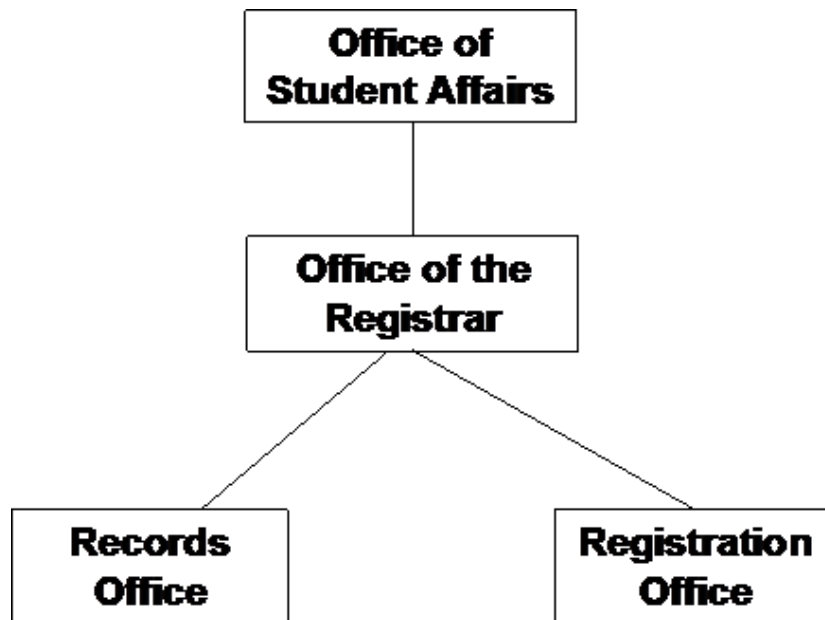 Office of
Student Affairs
Office of the
Registrar
Records
Office
Registration
Office